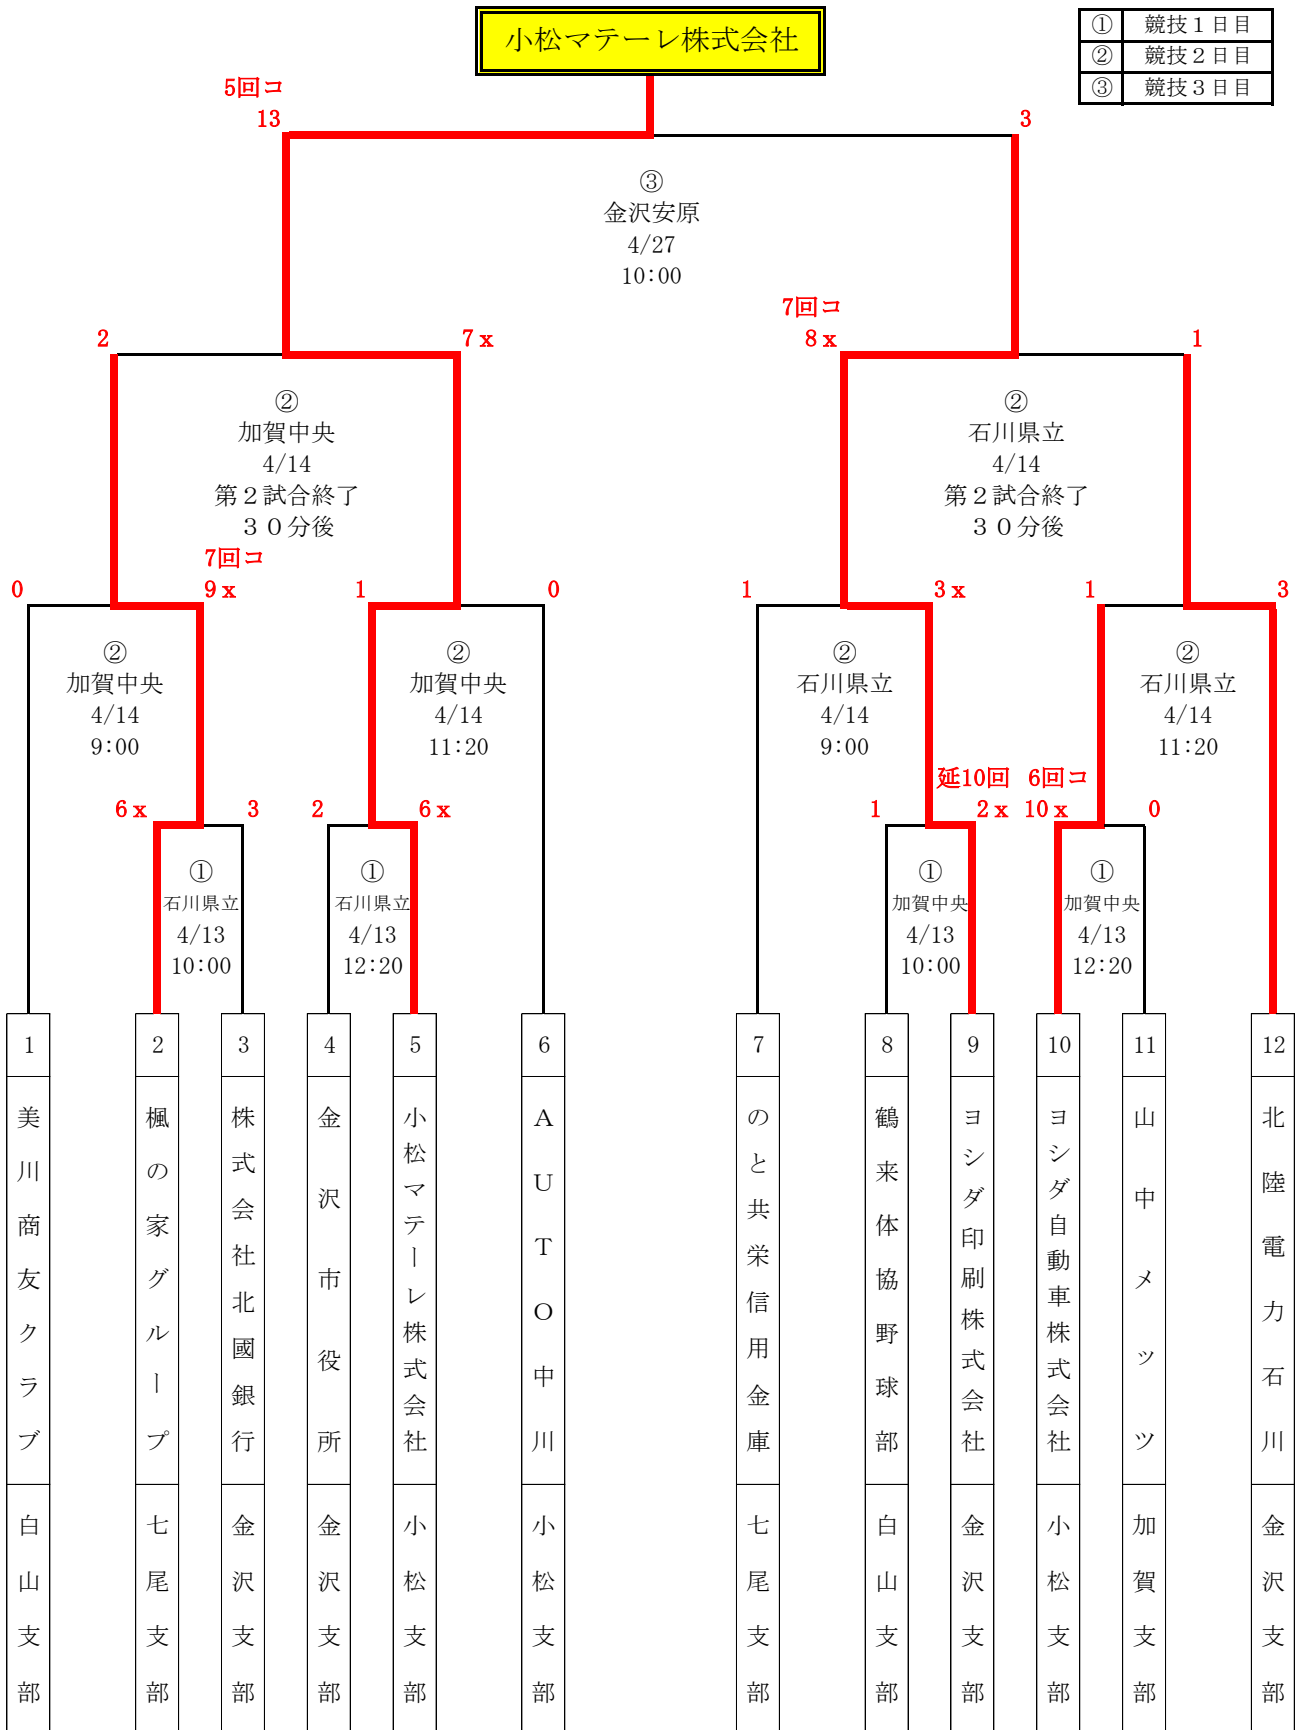 小松マテーレ株式会社
① 競技１日目
② 競技２日目
③ 競技３日目
5回コ
13
3
③
金沢安原
4/27
10:00
7回コ
2
7x
8x
1
②
加賀中央
4/14
第２試合終了
３０分後
②
石川県立
4/14
第２試合終了
３０分後
7回コ
0
9x
1
0
1
3x
1
3
②
加賀中央
4/14
9:00
②
加賀中央
4/14
11:20
②
石川県立
4/14
9:00
②
石川県立
4/14
11:20
延10回
6回コ
6x
3
2
6x
1
2x
10x
0
①
石川県立
4/13
10:00
①
石川県立
4/13
12:20
①
加賀中央
4/13
10:00
①
加賀中央
4/13
12:20
1
美川商友クラブ
白山支部
2
楓の家グループ
七尾支部
3
株式会社北國銀行
金沢支部
4
金沢市役所
金沢支部
5
小松マテーレ株式会社
小松支部
6
ＡＵＴＯ中川
小松支部
7
のと共栄信用金庫
七尾支部
8
鶴来体協野球部
白山支部
9
ヨシダ印刷株式会社
金沢支部
10
ヨシダ自動車株式会社
小松支部
11
山中メッツ
加賀支部
12
北陸電力石川
金沢支部